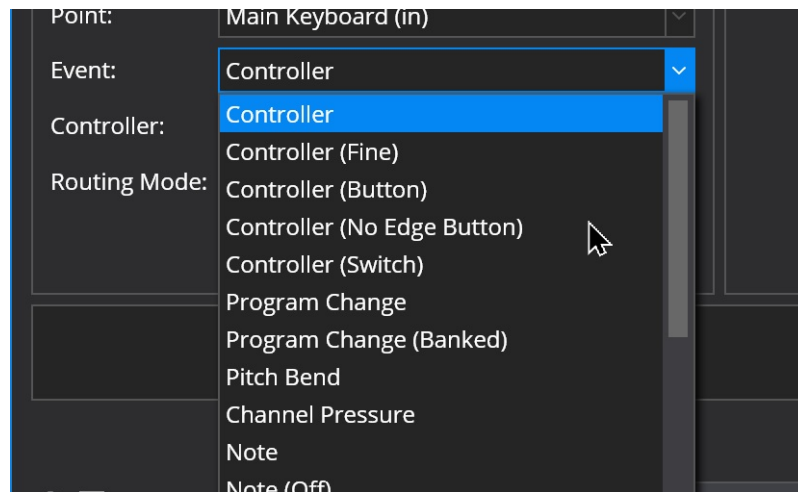 Point: Main Keyboard (in)
Event: Controller
Controller: Controller
Controller (Fine)
Routing Mode: Controller (Button)
Controller (No Edge Button)
Controller (Switch)
Program Change
Program Change (Banked)
Pitch Bend
Channel Pressure
Note
Note (Off)